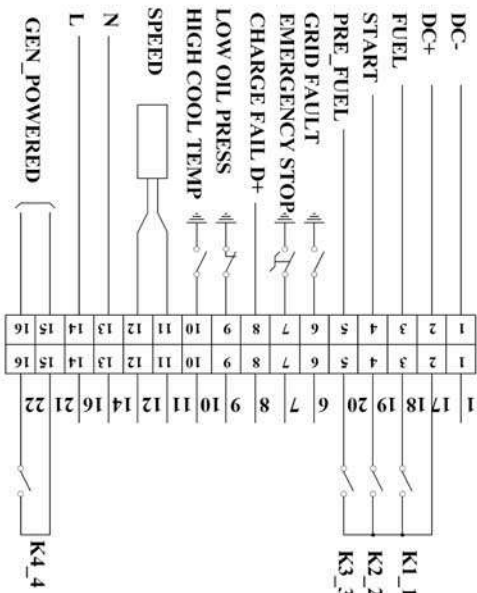 GEN_POWERED
L
N
SPEED
HIGH COOL TEMP
LOW OIL PRESS
CHARGE FAIL D+
EMERGENCY STOP
GRID FAULT
PRE_FUEL
START
FUEL
DC+
DC-
16 15 14 13 12 11 10 9 8 7 6 5 4 3 2 1
16 15 14 13 12 11 10 9 8 7 6 5 4 3 2 1
22 21 16 14 12 11 10 9 8 7 6 20 19 18 17 1
K4_4
K3_3
K2_2
K1_1